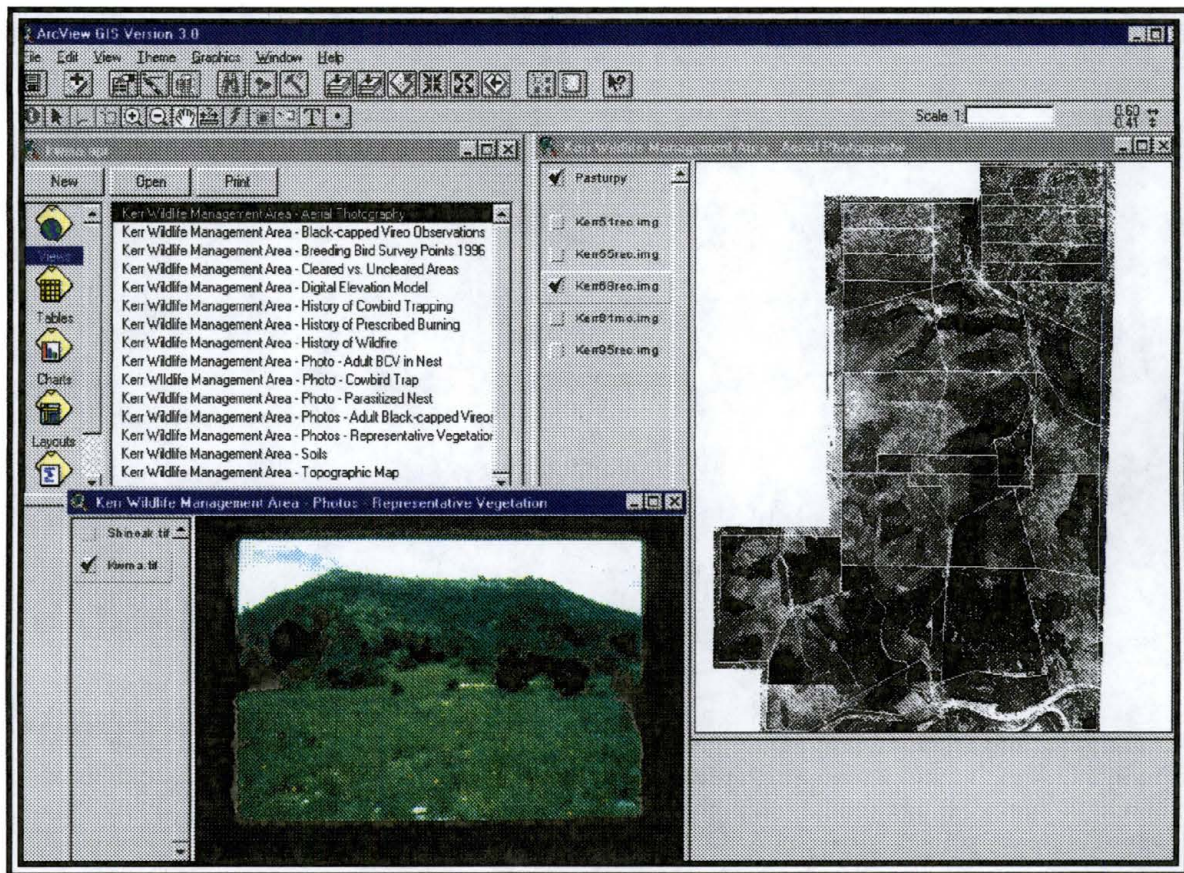 ArcView GIS Version 3.0
File Edit View Theme Graphics Window Help
Scale 1:
0.60
0.41
kwma.apr
New Open Print
Views
Tables
Charts
Layouts
Kerr Wildlife Management Area - Aerial Photography
Kerr Wildlife Management Area - Black-capped Vireo Observations
Kerr Wildlife Management Area - Breeding Bird Survey Points 1996
Kerr Wildlife Management Area - Cleared vs. Uncleared Areas
Kerr Wildlife Management Area - Digital Elevation Model
Kerr Wildlife Management Area - History of Cowbird Trapping
Kerr Wildlife Management Area - History of Prescribed Burning
Kerr Wildlife Management Area - History of Wildfire
Kerr Wildlife Management Area - Photo - Adult BCV in Nest
Kerr Wildlife Management Area - Photo - Cowbird Trap
Kerr Wildlife Management Area - Photo - Parasitized Nest
Kerr Wildlife Management Area - Photos - Adult Black-capped Vireos
Kerr Wildlife Management Area - Photos - Representative Vegetation
Kerr Wildlife Management Area - Soils
Kerr Wildlife Management Area - Topographic Map
Kerr Wildlife Management Area - Aerial Photography
Pasturpy
Kerr51rec.img
Kerr55rec.img
Kerr69rec.img
Kerr81mo.img
Kerr95rec.img
Kerr Wildlife Management Area - Photos - Representative Vegetation
Shinoak.tif
Kwma.tif